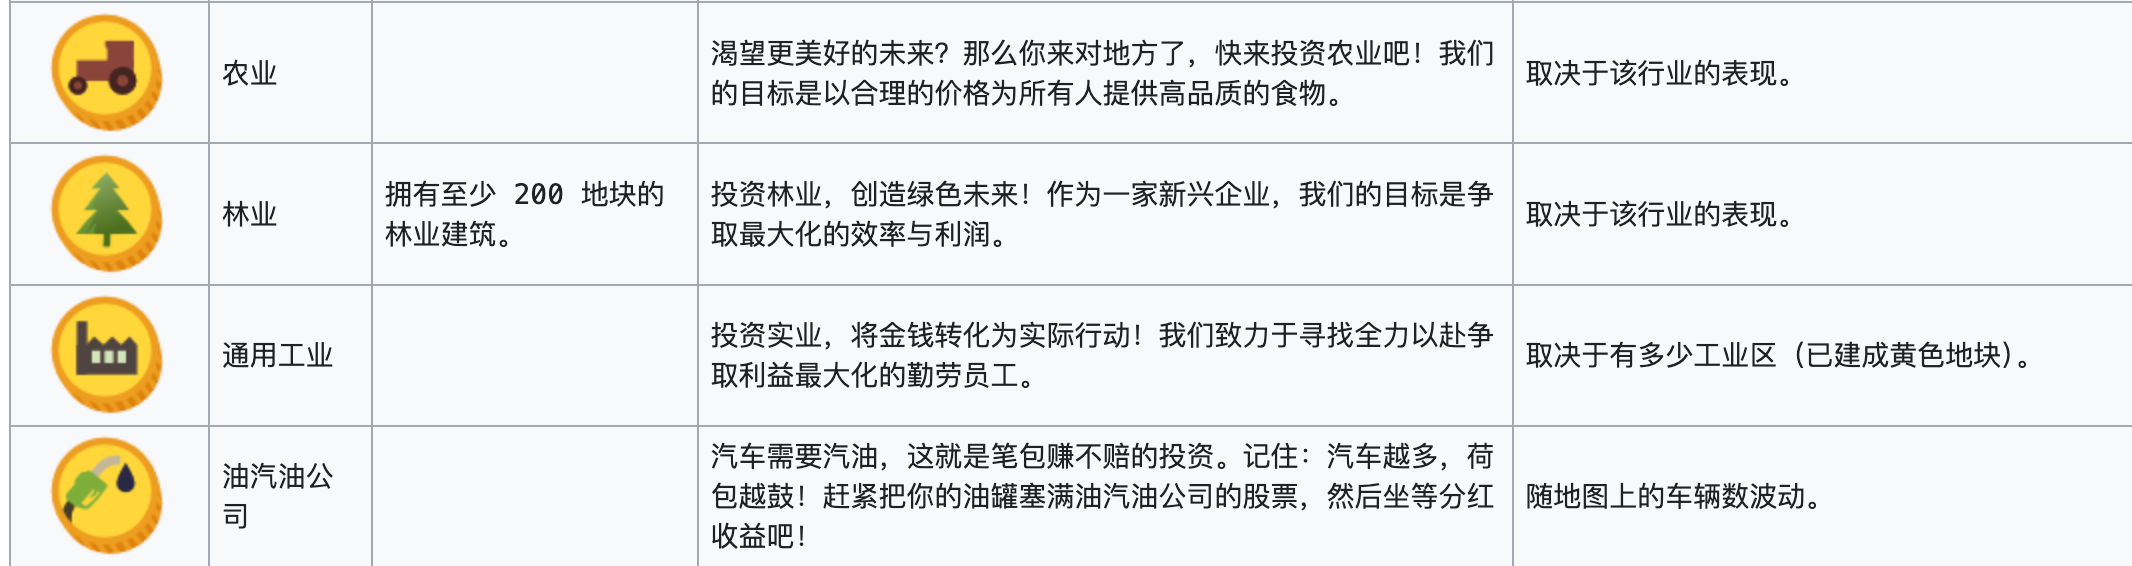 农业
渴望更美好的未来？那么你来对地方了，快来投资农业吧！我们
的目标是以合理的价格为所有人提供高品质的食物。
取决于该行业的表现。
林业
拥有至少 200 地块的
林业建筑。
投资林业，创造绿色未来！作为一家新兴企业，我们的目标是争
取最大化的效率与利润。
取决于该行业的表现。
通用工业
投资实业，将金钱转化为实际行动！我们致力于寻找全力以赴争
取利益最大化的勤劳员工。
取决于有多少工业区（已建成黄色地块）。
油汽油公
司
汽车需要汽油，这就是笔包赚不赔的投资。记住：汽车越多，荷
包越鼓！赶紧把你的油罐塞满油汽油公司的股票，然后坐等分红
收益吧！
随地图上的车辆数波动。